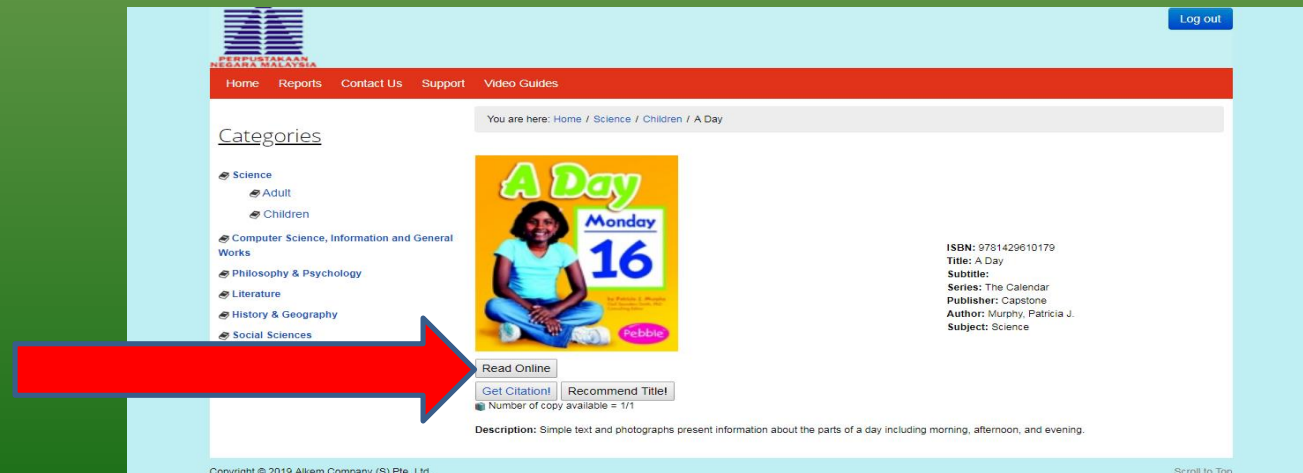 PERPUSTAKAAN
NEGARA MALAYSIA
Log out
Home Reports Contact Us Support Video Guides
Categories
Science
Adult
Children
Computer Science, Information and General
Works
Philosophy & Psychology
Literature
History & Geography
Social Sciences
You are here: Home / Science / Children / A Day
A Day
Monday
16
by Patricia J. Murphy
Pebble
ISBN: 9781429610179
Title: A Day
Subtitle:
Series: The Calendar
Publisher: Capstone
Author: Murphy, Patricia J.
Subject: Science
Read Online
Get Citation! Recommend Title!
Number of copy available = 1/1
Description: Simple text and photographs present information about the parts of a day including morning, afternoon, and evening.
Copyright © 2019 Alkem Company (S) Pte. Ltd.
Scroll to Top